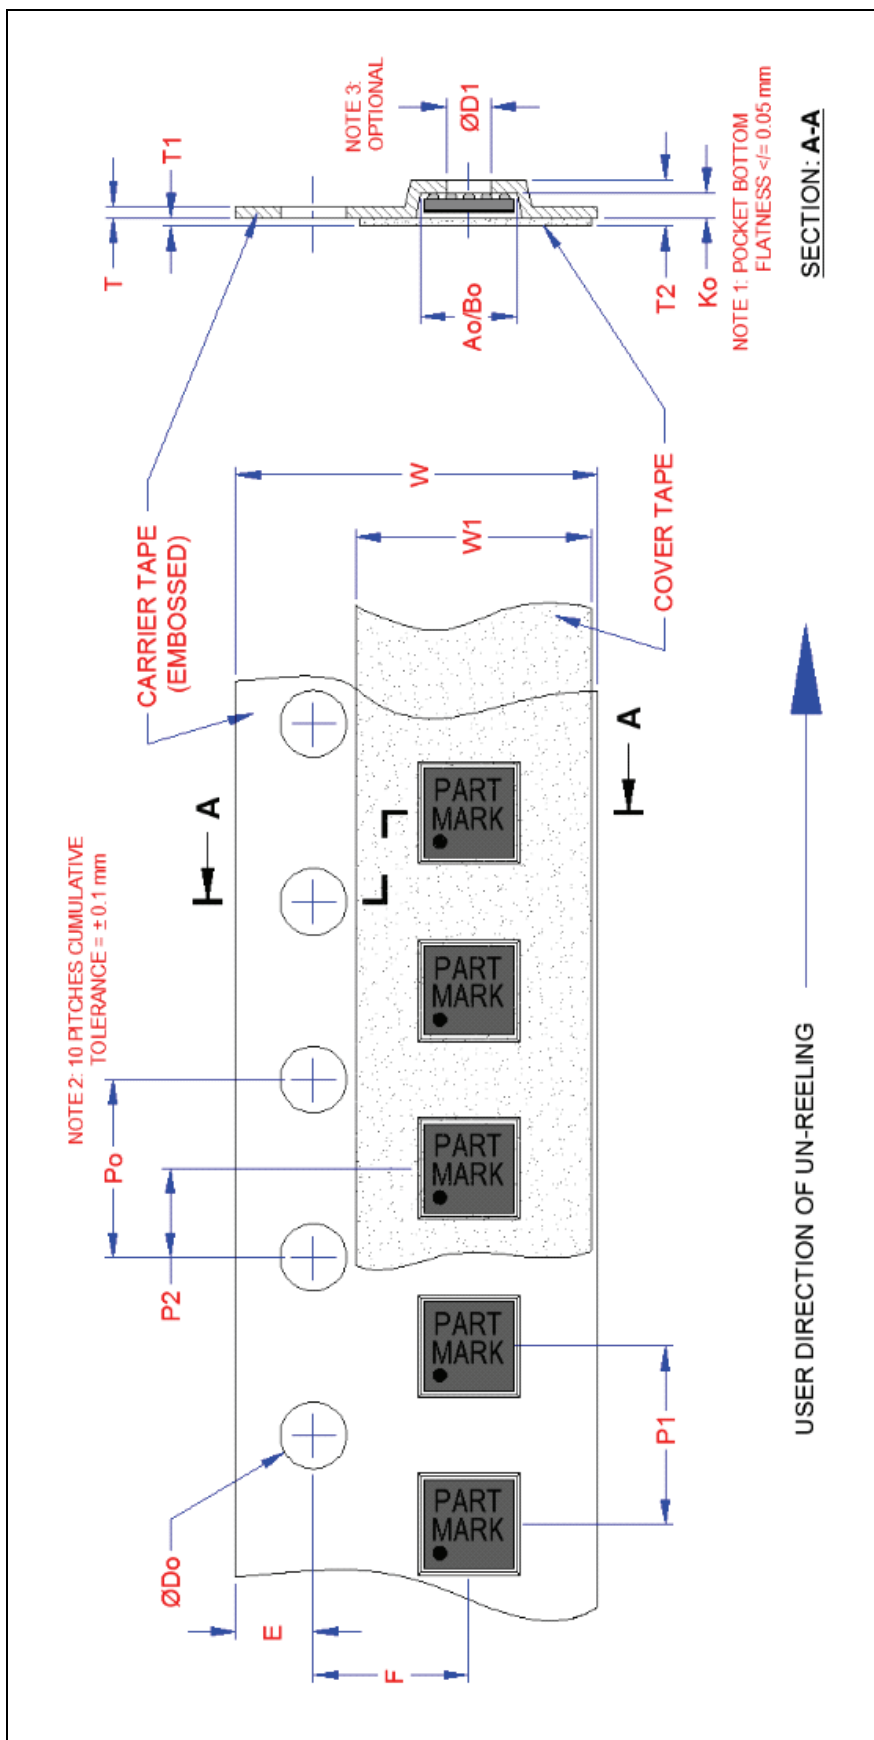 NOTE 3:
OPTIONAL
ØD1
T1
T
Ao/Bo
T2
Ko
NOTE 1: POCKET BOTTOM
FLATNESS </= 0.05 mm
SECTION: A-A
CARRIER TAPE
(EMBOSSED)
W
W1
COVER TAPE
A
A
NOTE 2: 10 PITCHES CUMULATIVE
TOLERANCE = ± 0.1 mm
Po
P2
PART
MARK
PART
MARK
PART
MARK
PART
MARK
PART
MARK
P1
ØDo
E
F
USER DIRECTION OF UN-REELING